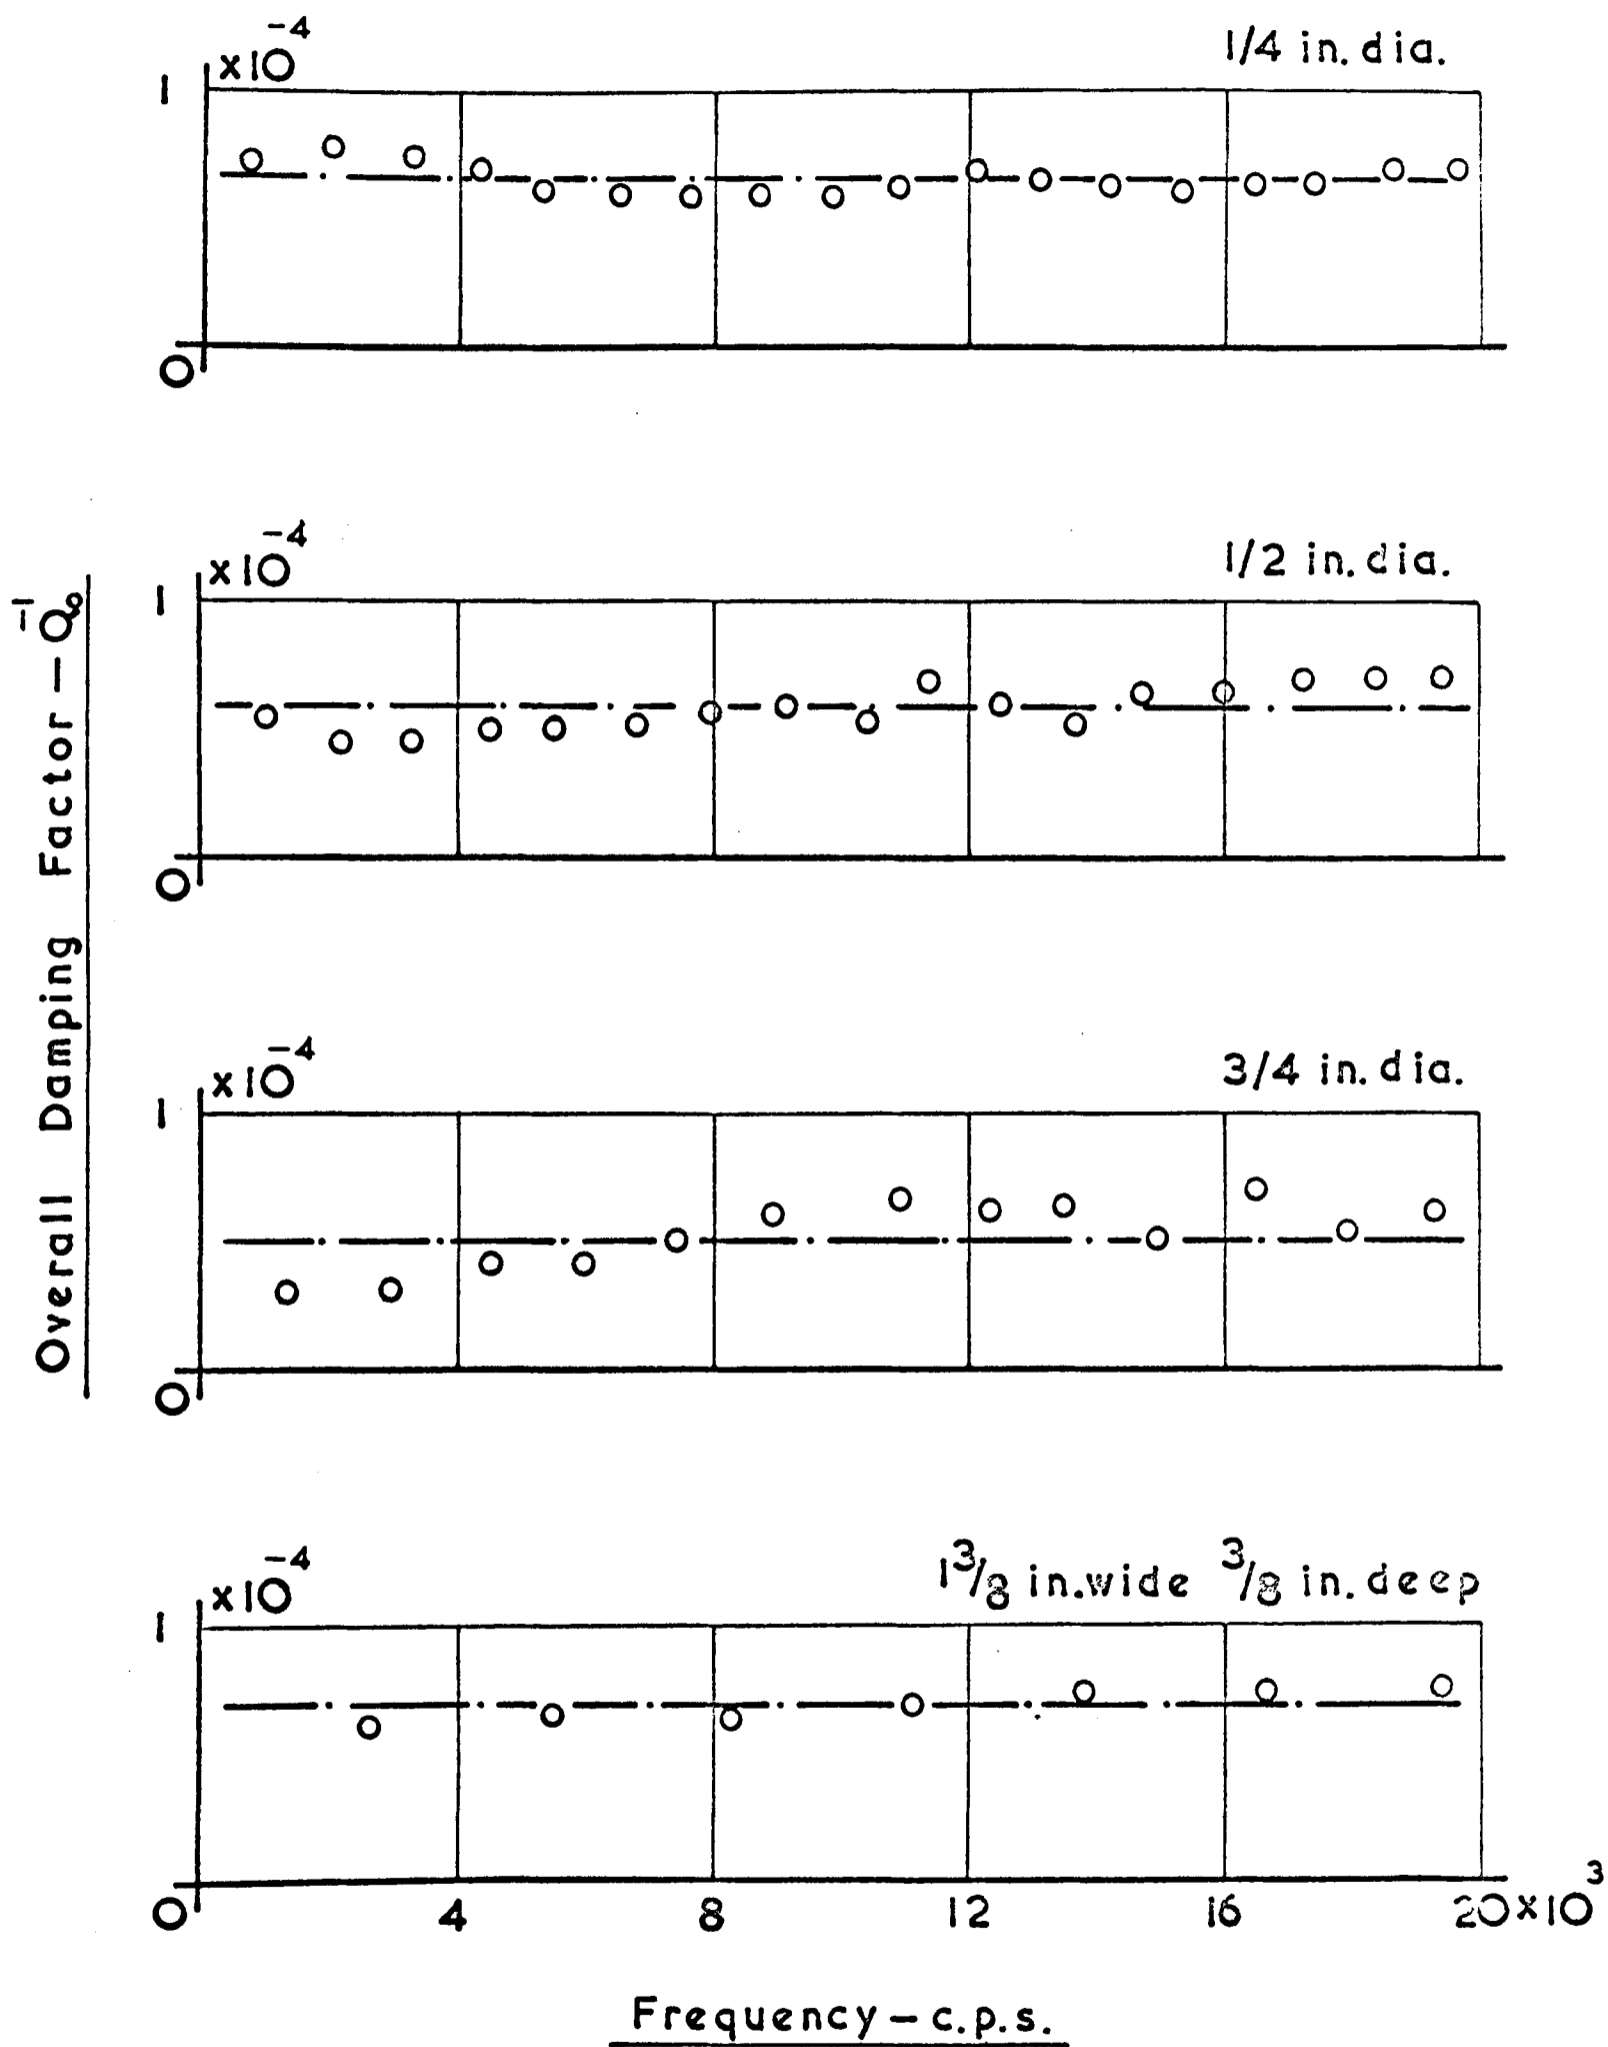 x10⁻⁴
1/4 in. dia.
1
0
x10⁻⁴
1/2 in. dia.
1
0
Overall Damping Factor – Q₀⁻¹
x10⁻⁴
3/4 in. dia.
1
0
x10⁻⁴
1 3/8 in. wide 3/8 in. deep
1
0 4 8 12 16 20x10³
Frequency – c.p.s.